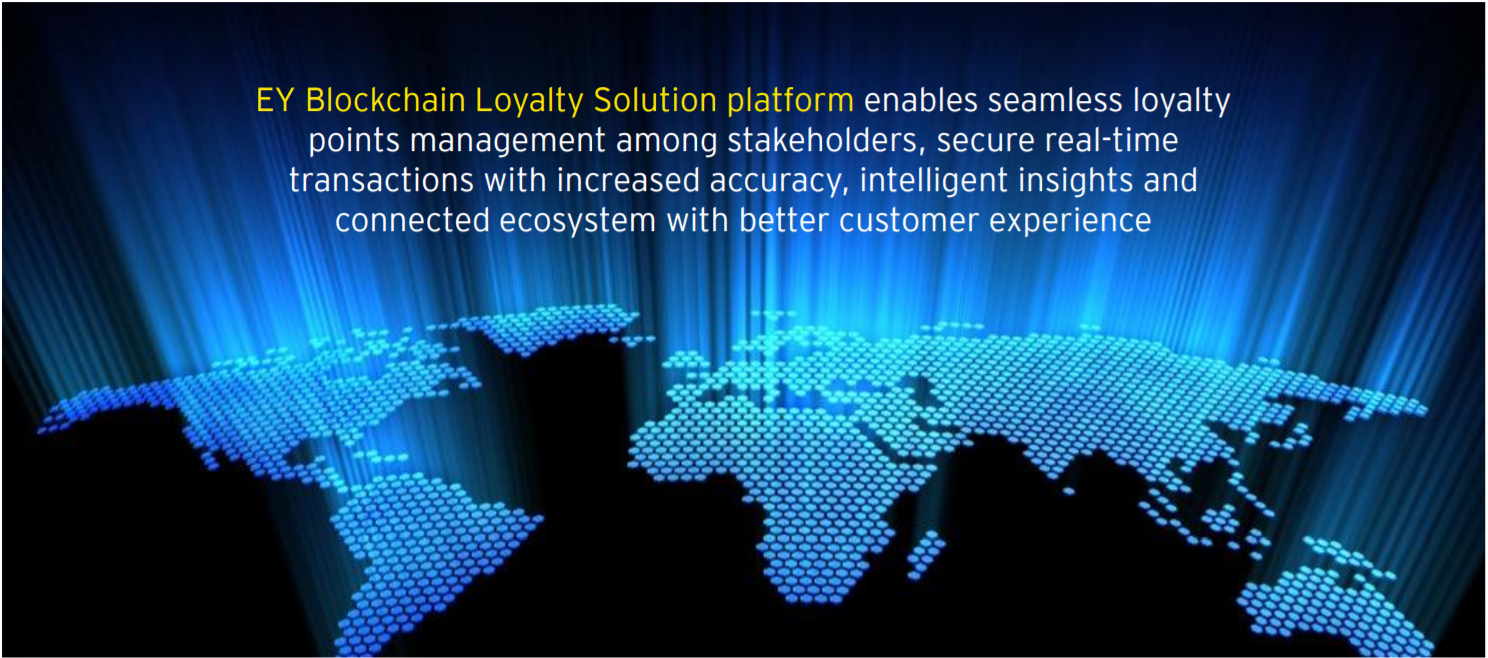 EY Blockchain Loyalty Solution platform enables seamless loyalty
points management among stakeholders, secure real-time
transactions with increased accuracy, intelligent insights and
connected ecosystem with better customer experience